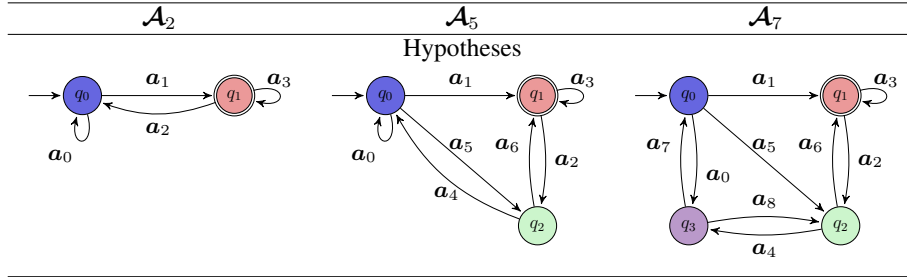 𝓐₂ 𝓐₅ 𝓐₇
Hypotheses
q₀ a₁ q₁ a₃ a₂ a₀
q₀ a₁ q₁ a₃ a₀ a₅ a₆ a₂ a₄ q₂
q₀ a₁ q₁ a₃ a₇ a₅ a₆ a₂ a₀ a₈ q₃ q₂ a₄